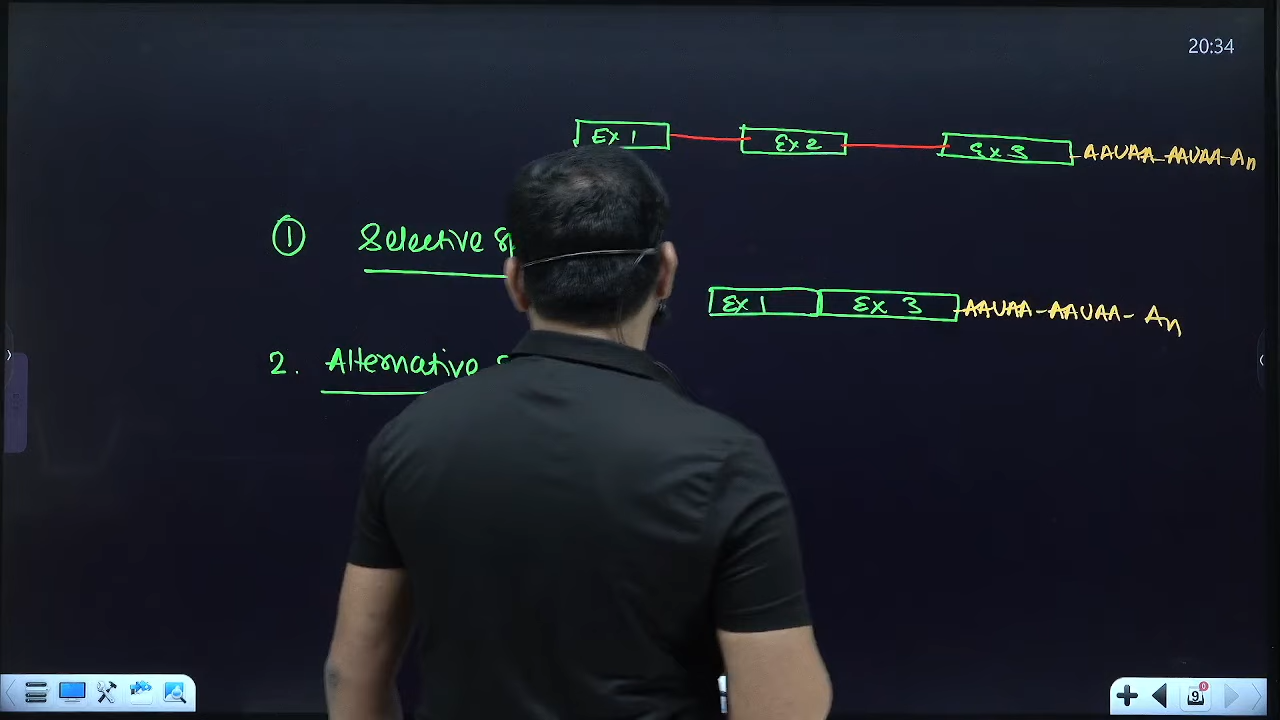 20:34
Ex 1 Ex 2 Ex 3 AAUAA-AAUAA-An
① Selective
Ex 1 Ex 3 AAUAA-AAUAA-An
2. Alternative
9